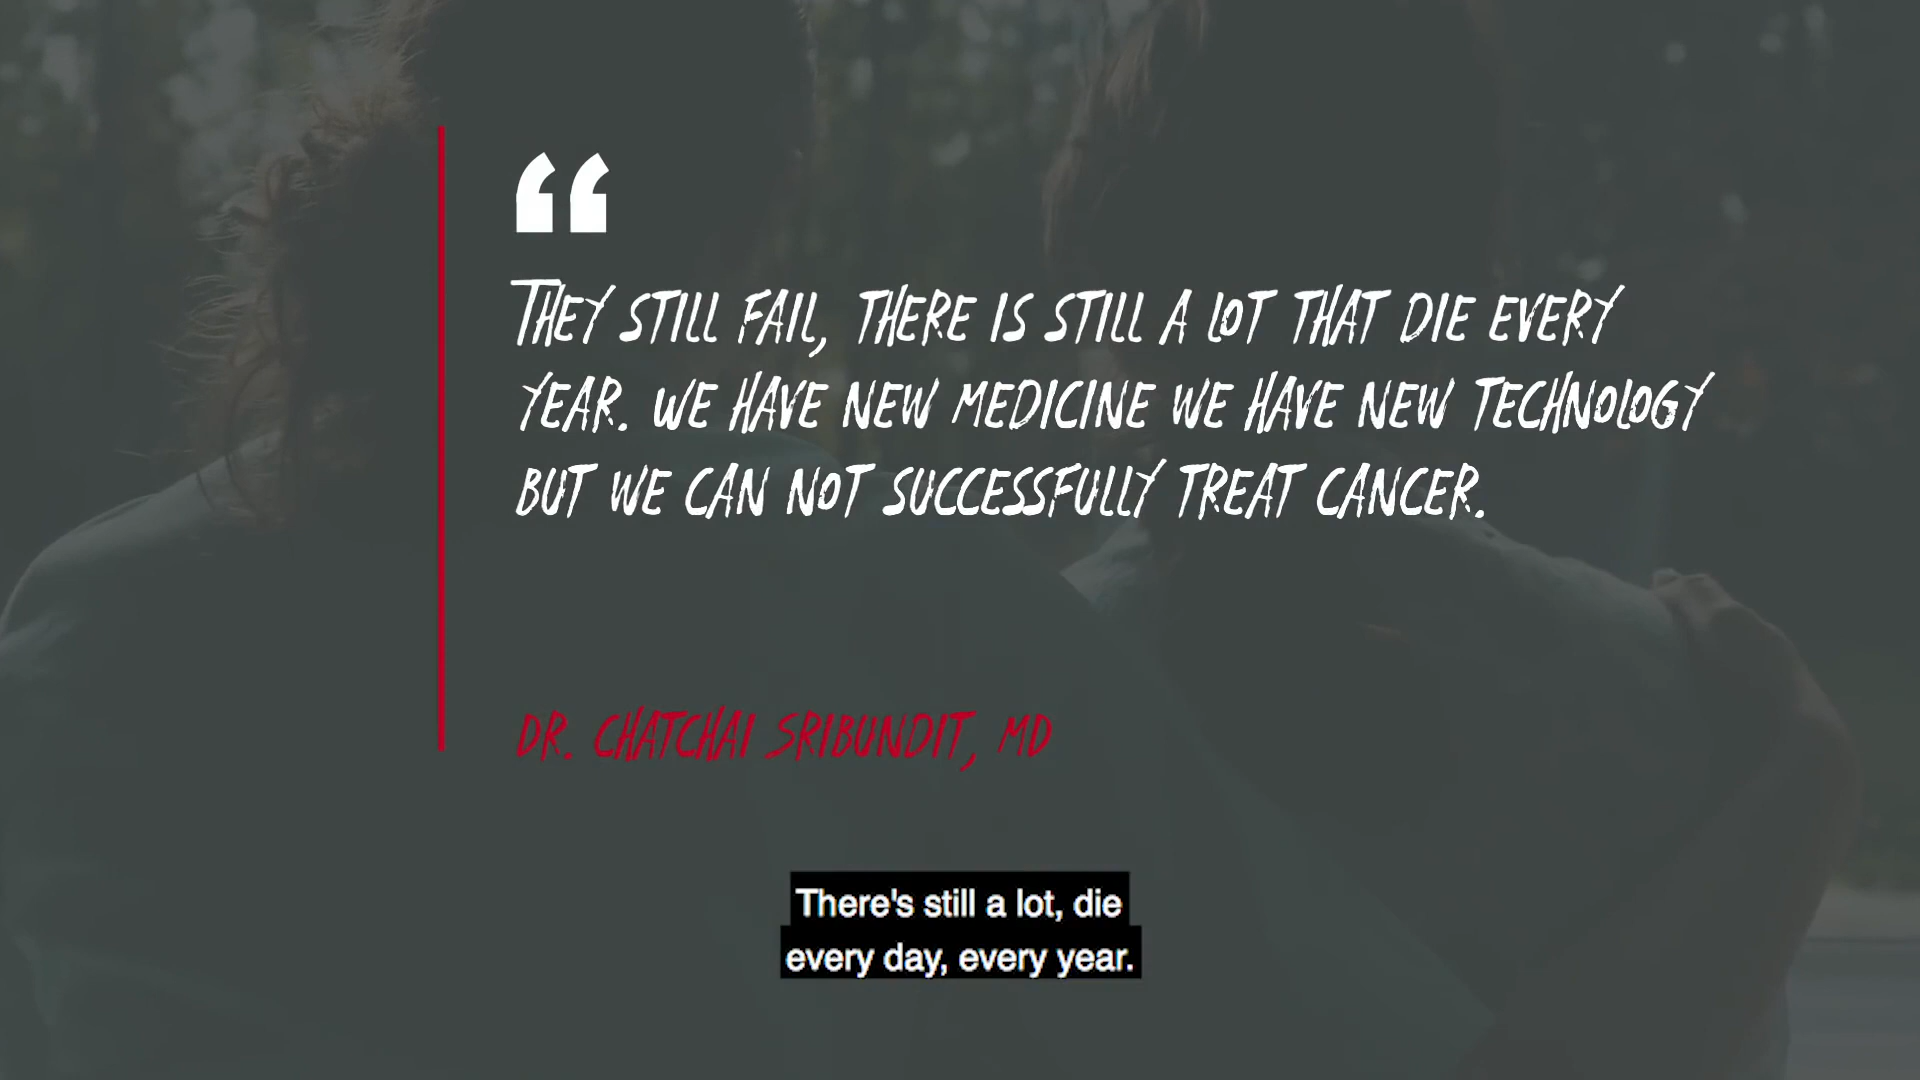 “
They still fail, there is still a lot that die every
year. We have new medicine we have new technology
but we can not successfully treat cancer.
Dr. Chatchai Sribundit, MD
There's still a lot, die
every day, every year.